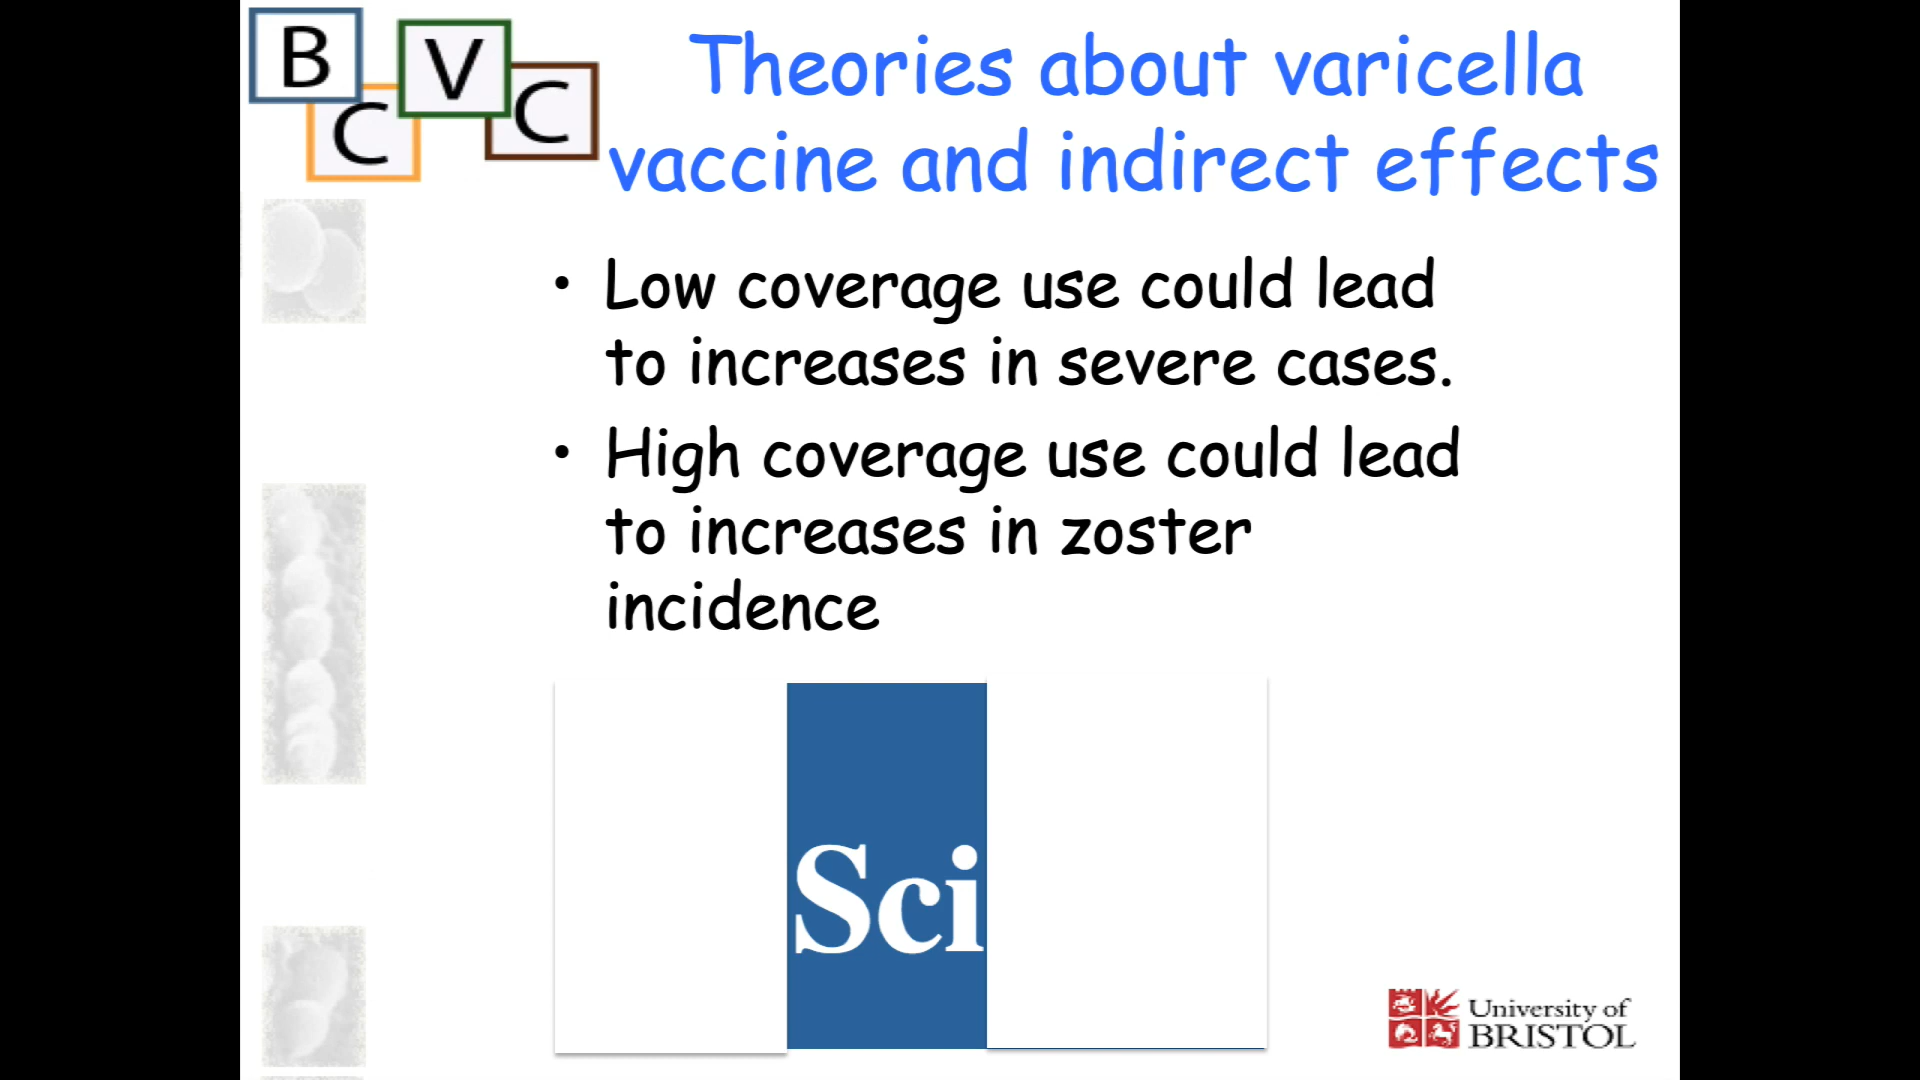 B
C
V
C
Theories about varicella
vaccine and indirect effects
• Low coverage use could lead
to increases in severe cases.
• High coverage use could lead
to increases in zoster
incidence
Sci
University of
BRISTOL